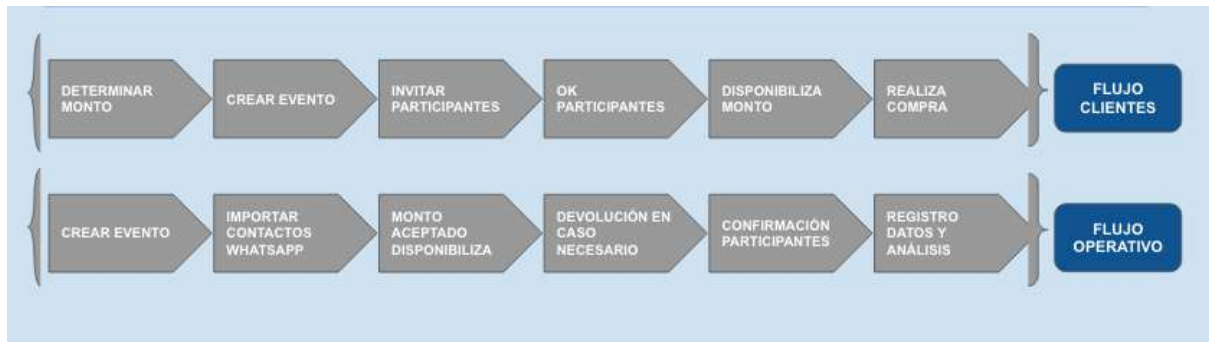 DETERMINAR
MONTO
CREAR EVENTO
INVITAR
PARTICIPANTES
OK
PARTICIPANTES
DISPONIBILIZA
MONTO
REALIZA
COMPRA
FLUJO
CLIENTES
CREAR EVENTO
IMPORTAR
CONTACTOS
WHATSAPP
MONTO
ACEPTADO
DISPONIBILIZA
DEVOLUCIÓN EN
CASO
NECESARIO
CONFIRMACIÓN
PARTICIPANTES
REGISTRO
DATOS Y
ANÁLISIS
FLUJO
OPERATIVO